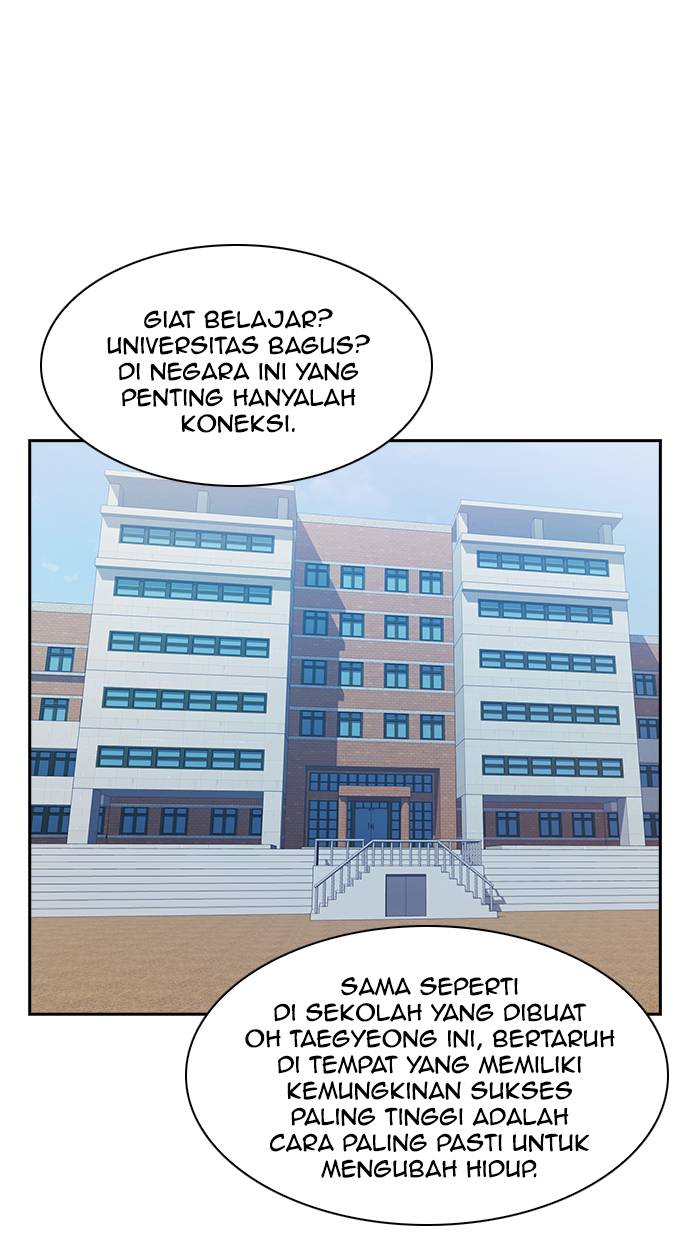 GIAT BELAJAR?
UNIVERSITAS BAGUS?
DI NEGARA INI YANG
PENTING HANYALAH
KONEKSI.
SAMA SEPERTI
DI SEKOLAH YANG DIBUAT
OH TAEGYEONG INI, BERTARUH
DI TEMPAT YANG MEMILIKI
KEMUNGKINAN SUKSES
PALING TINGGI ADALAH
CARA PALING PASTI UNTUK
MENGUBAH HIDUP.